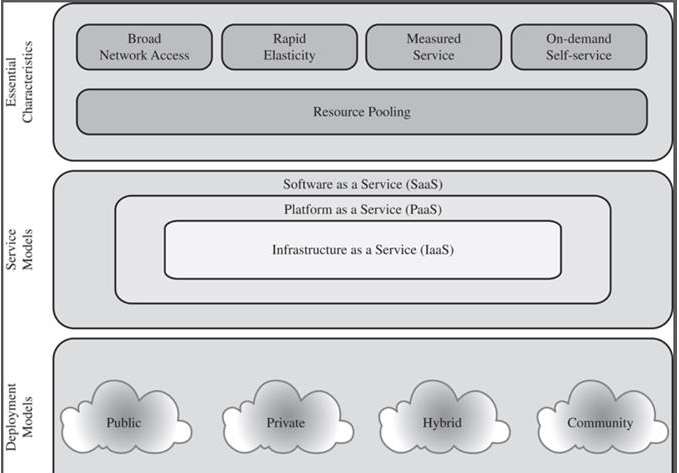 Essential
Characteristics
Broad
Network Access
Rapid
Elasticity
Measured
Service
On-demand
Self-service
Resource Pooling
Service
Models
Software as a Service (SaaS)
Platform as a Service (PaaS)
Infrastructure as a Service (IaaS)
Deployment
Models
Public
Private
Hybrid
Community